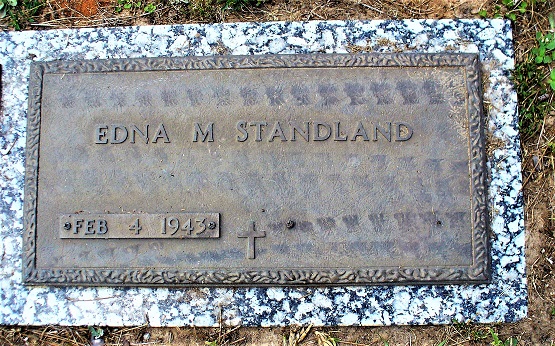 EDNA M STANDLAND
FEB 4 1943